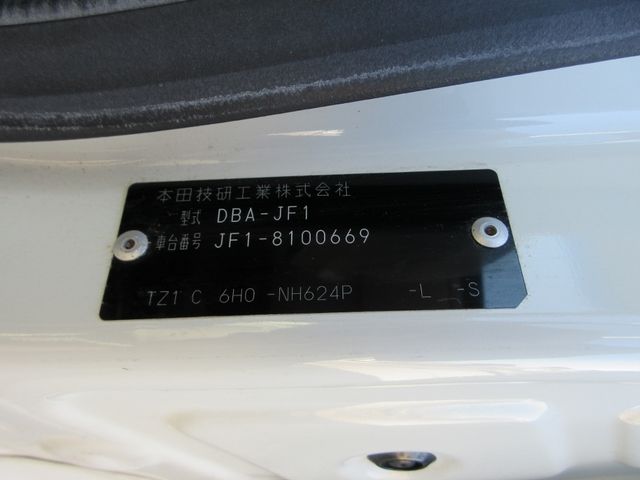 本田技研工業株式会社
型式 DBA-JF1
車台番号 JF1-8100669
TZ1 C 6H0 -NH624P -L -S